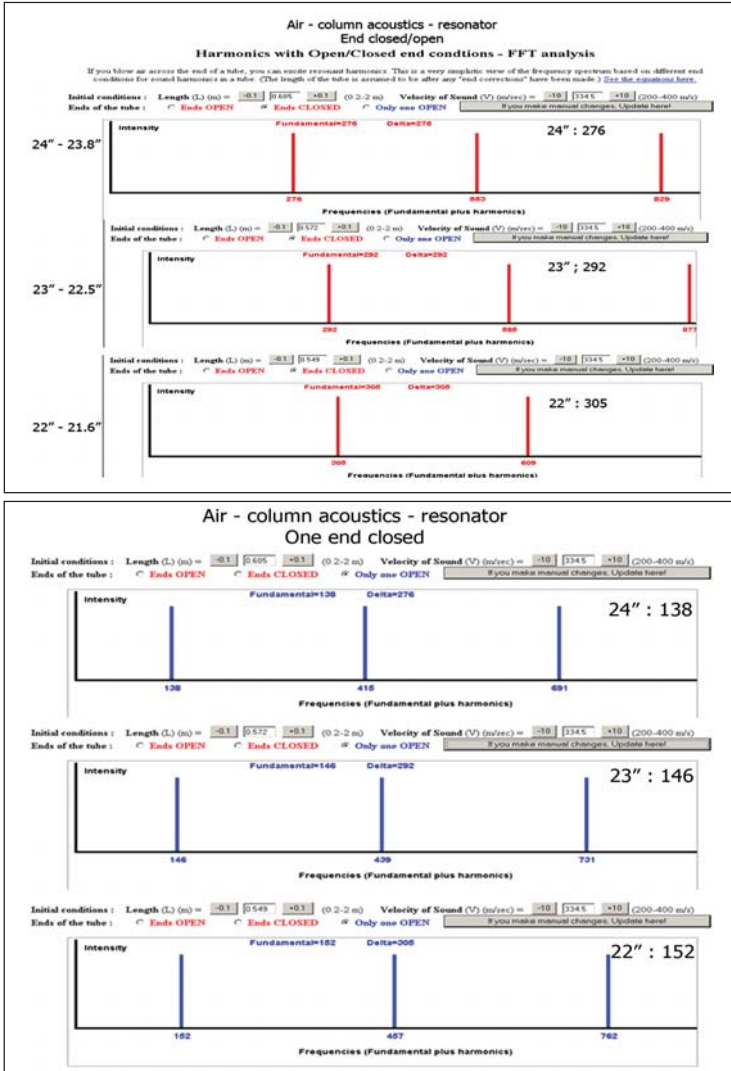 Air - column acoustics - resonator
End closed/open
Harmonics with Open/Closed end condtions - FFT analysis
If you blow air across the end of a tube, you can excite resonant harmonics. This is a very simplistic view of the frequency spectrum based on different end
conditions for sound harmonics in a tube. (The length of the tube is assumed to be after any "end corrections" have been made.) See the equations here.
Initial conditions : Length (L) (m) = -0.1 0.605 +0.1 (0.2-2 m) Velocity of Sound (V) (m/sec) = -10 334.5 +10 (200-400 m/s)
Ends of the tube : Ends OPEN Ends CLOSED Only one OPEN If you make manual changes, Update here!
Intensity Fundamental=276 Delta=276 24" : 276
24" - 23.8"
276 553 829
Frequencies (Fundamental plus harmonics)
Initial conditions : Length (L) (m) = -0.1 0.572 +0.1 (0.2-2 m) Velocity of Sound (V) (m/sec) = -10 334.5 +10 (200-400 m/s)
Ends of the tube : Ends OPEN Ends CLOSED Only one OPEN If you make manual changes, Update here!
Intensity Fundamental=292 Delta=292
23" ; 292
23" - 22.5"
292 877
Frequencies (Fundamental plus harmonics)
Initial conditions : Length (L) (m) = -0.1 0.549 +0.1 (0.2-2 m) Velocity of Sound (V) (m/sec) = -10 334.5 +10 (200-400 m/s)
Ends of the tube : Ends OPEN Ends CLOSED Only one OPEN If you make manual changes, Update here!
Intensity Fundamental=305 Delta=305
22" : 305
22" - 21.6"
305 609
Frequencies (Fundamental plus harmonics)
Air - column acoustics - resonator
One end closed
Initial conditions : Length (L) (m) = -0.1 0.605 +0.1 (0.2-2 m) Velocity of Sound (V) (m/sec) = -10 334.5 +10 (200-400 m/s)
Ends of the tube : Ends OPEN Ends CLOSED Only one OPEN If you make manual changes, Update here!
Intensity Fundamental=138 Delta=276
24" : 138
138 415 691
Frequencies (Fundamental plus harmonics)
Initial conditions : Length (L) (m) = -0.1 0.572 +0.1 (0.2-2 m) Velocity of Sound (V) (m/sec) = -10 334.5 +10 (200-400 m/s)
Ends of the tube : Ends OPEN Ends CLOSED Only one OPEN If you make manual changes, Update here!
Intensity Fundamental=146 Delta=292 23" : 146
146 439 731
Frequencies (Fundamental plus harmonics)
Initial conditions : Length (L) (m) = -0.1 0.549 +0.1 (0.2-2 m) Velocity of Sound (V) (m/sec) = -10 334.5 +10 (200-400 m/s)
Ends of the tube : Ends OPEN Ends CLOSED Only one OPEN If you make manual changes, Update here!
Intensity Fundamental=152 Delta=305 22" : 152
152 457 762
Frequencies (Fundamental plus harmonics)